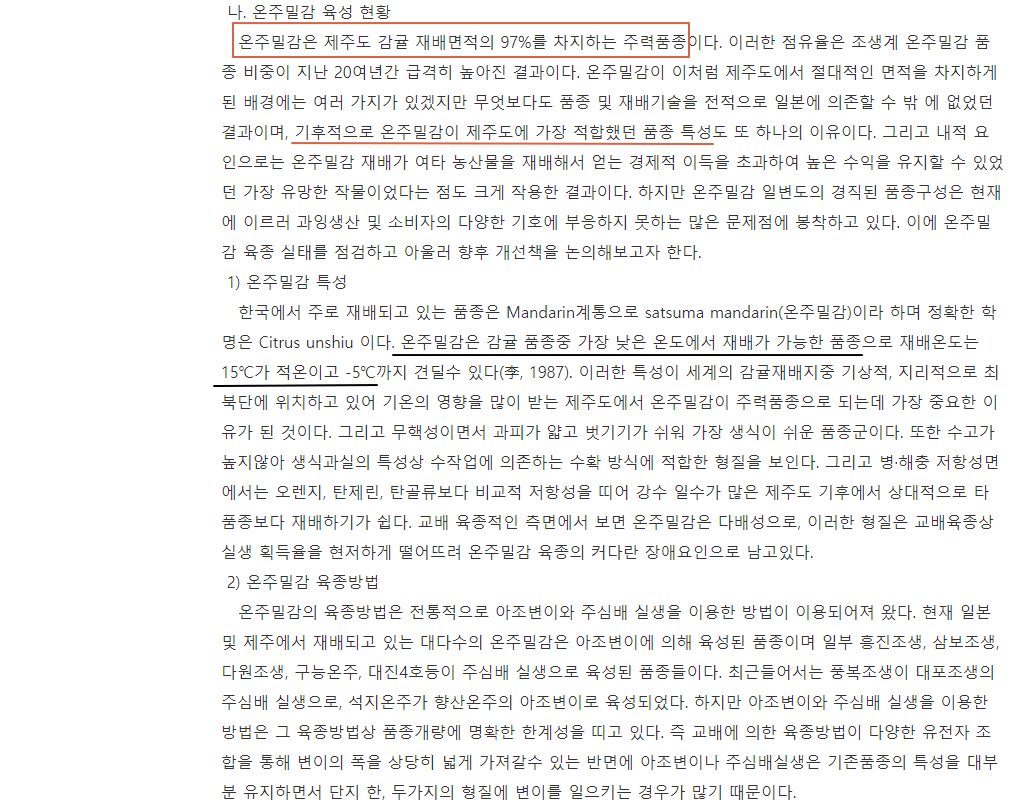 나. 온주밀감 육성 현황
온주밀감은 제주도 감귤 재배면적의 97%를 차지하는 주력품종이다. 이러한 점유율은 조생계 온주밀감 품
종 비중이 지난 20여년간 급격히 높아진 결과이다. 온주밀감이 이처럼 제주도에서 절대적인 면적을 차지하게
된 배경에는 여러 가지가 있겠지만 무엇보다도 품종 및 재배기술을 전적으로 일본에 의존할 수 밖 에 없었던
결과이며, 기후적으로 온주밀감이 제주도에 가장 적합했던 품종 특성도 또 하나의 이유이다. 그리고 내적 요
인으로는 온주밀감 재배가 여타 농산물을 재배해서 얻는 경제적 이득을 초과하여 높은 수익을 유지할 수 있었
던 가장 유망한 작물이었다는 점도 크게 작용한 결과이다. 하지만 온주밀감 일변도의 경직된 품종구성은 현재
에 이르러 과잉생산 및 소비자의 다양한 기호에 부응하지 못하는 많은 문제점에 봉착하고 있다. 이에 온주밀
감 육종 실태를 점검하고 아울러 향후 개선책을 논의해보고자 한다.
1) 온주밀감 특성
한국에서 주로 재배되고 있는 품종은 Mandarin계통으로 satsuma mandarin(온주밀감)이라 하며 정확한 학
명은 Citrus unshiu 이다. 온주밀감은 감귤 품종중 가장 낮은 온도에서 재배가 가능한 품종으로 재배온도는
15℃가 적온이고 -5℃까지 견딜수 있다(李, 1987). 이러한 특성이 세계의 감귤재배지중 기상적, 지리적으로 최
북단에 위치하고 있어 기온의 영향을 많이 받는 제주도에서 온주밀감이 주력품종으로 되는데 가장 중요한 이
유가 된 것이다. 그리고 무핵성이면서 과피가 얇고 벗기기가 쉬워 가장 생식이 쉬운 품종군이다. 또한 수고가
높지않아 생식과실의 특성상 수작업에 의존하는 수확 방식에 적합한 형질을 보인다. 그리고 병·해충 저항성면
에서는 오렌지, 탄제린, 탄골류보다 비교적 저항성을 띠어 강수 일수가 많은 제주도 기후에서 상대적으로 타
품종보다 재배하기가 쉽다. 교배 육종적인 측면에서 보면 온주밀감은 다배성으로, 이러한 형질은 교배육종상
실생 획득율을 현저하게 떨어뜨려 온주밀감 육종의 커다란 장애요인으로 남고있다.
2) 온주밀감 육종방법
온주밀감의 육종방법은 전통적으로 아조변이와 주심배 실생을 이용한 방법이 이용되어져 왔다. 현재 일본
및 제주에서 재배되고 있는 대다수의 온주밀감은 아조변이에 의해 육성된 품종이며 일부 흥진조생, 삼보조생,
다원조생, 구능온주, 대진4호등이 주심배 실생으로 육성된 품종들이다. 최근들어서는 풍복조생이 대포조생의
주심배 실생으로, 석지온주가 향산온주의 아조변이로 육성되었다. 하지만 아조변이와 주심배 실생을 이용한
방법은 그 육종방법상 품종개량에 명확한 한계성을 띠고 있다. 즉 교배에 의한 육종방법이 다양한 유전자 조
합을 통해 변이의 폭을 상당히 넓게 가져갈수 있는 반면에 아조변이나 주심배실생은 기존품종의 특성을 대부
분 유지하면서 단지 한, 두가지의 형질에 변이를 일으키는 경우가 많기 때문이다.